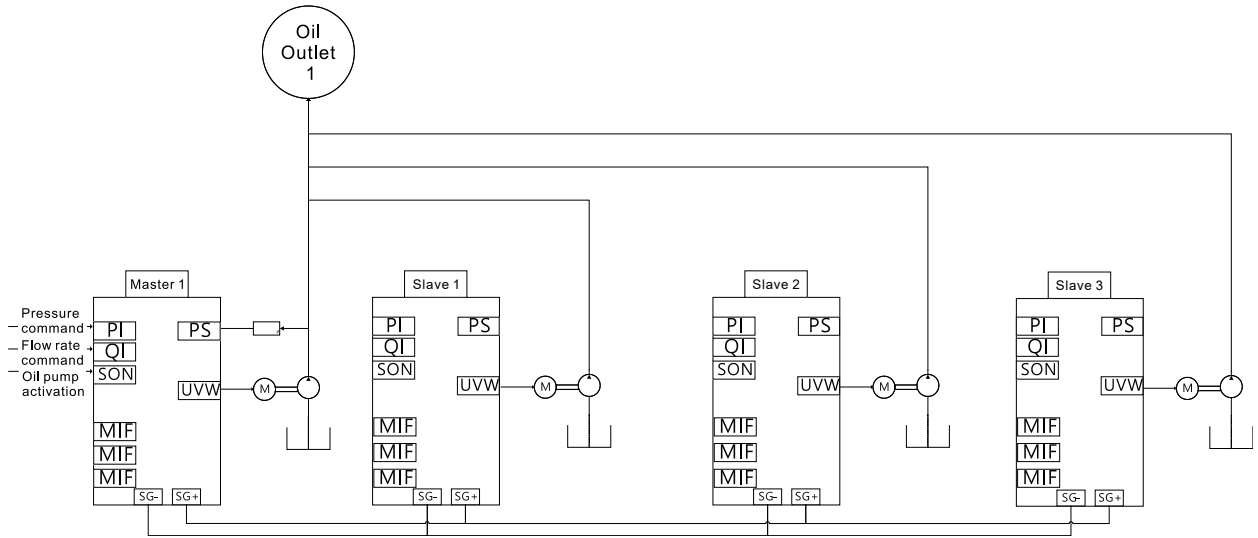 Oil
Outlet
1
Master 1
Pressure
command
Flow rate
command
Oil pump
activation
PI
QI
SON
PS
UVW
M
MIF
MIF
MIF
SG-
SG+
Slave 1
PI
QI
SON
PS
UVW
M
MIF
MIF
MIF
SG-
SG+
Slave 2
PI
QI
SON
PS
UVW
M
MIF
MIF
MIF
SG-
SG+
Slave 3
PI
QI
SON
PS
UVW
M
MIF
MIF
MIF
SG-
SG+